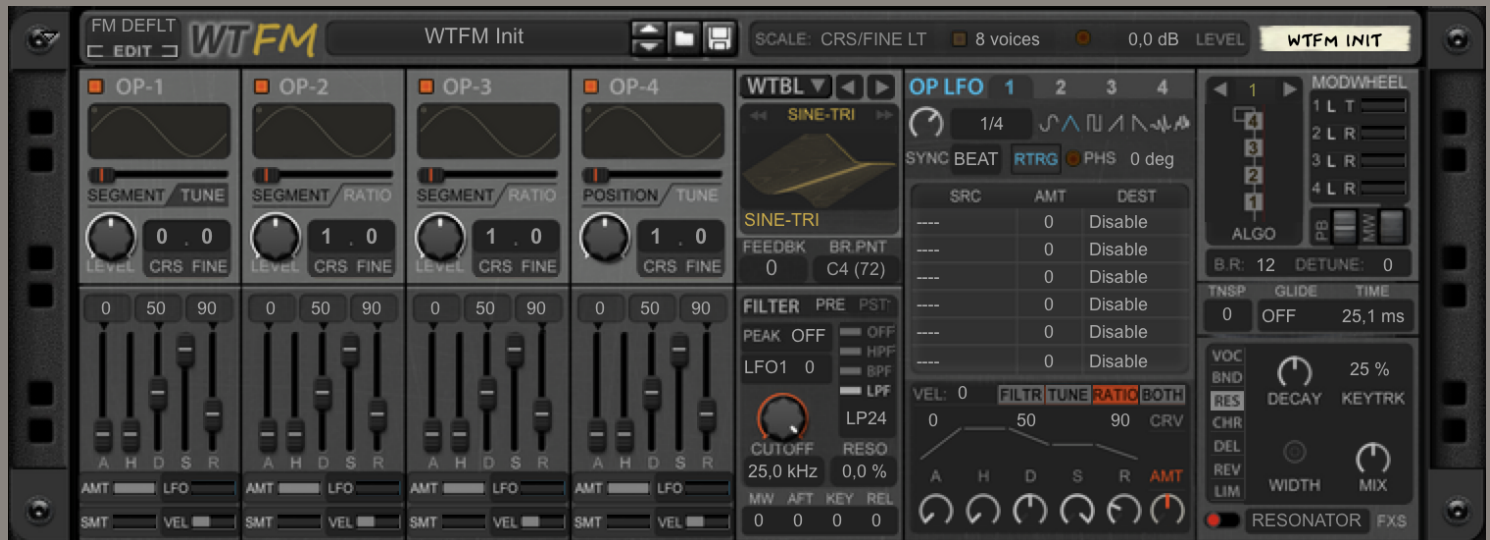 FM DEFLT
EDIT
WTFM
WTFM Init
SCALE: CRS/FINE LT
8 voices
0,0 dB LEVEL
WTFM INIT
OP-1
SEGMENT TUNE
LEVEL
0 . 0
CRS FINE
OP-2
SEGMENT RATIO
LEVEL
1 . 0
CRS FINE
OP-3
SEGMENT RATIO
LEVEL
1 . 0
CRS FINE
OP-4
POSITION TUNE
1 . 0
CRS FINE
0 50 90
A H D S R
AMT LFO
SMT VEL
0 50 90
A H D S R
AMT LFO
SMT VEL
0 50 90
A H D S R
AMT LFO
SMT VEL
0 50 90
A H D S R
AMT LFO
SMT VEL
WTBL
SINE-TRI
SINE-TRI
FEEDBK BR.PNT
0 C4 (72)
FILTER PRE PST
PEAK OFF
LFO1 0
OFF
HPF
BPF
LPF
LP24
CUTOFF RESO
25,0 kHz 0,0 %
MW AFT KEY REL
0 0 0 0
OP LFO 1 2 3 4
1/4
SYNC BEAT RTRG PHS 0 deg
SRC AMT DEST
---- 0 Disable
---- 0 Disable
---- 0 Disable
---- 0 Disable
---- 0 Disable
---- 0 Disable
VEL: 0 FILTR TUNE RATIO BOTH
0 50 90 CRV
A H D S R AMT
1
4
3
2
1
ALGO
MODWHEEL
1 L T
2 L R
3 L R
4 L R
PB MW
B.R: 12 DETUNE: 0
TNSP GLIDE TIME
0 OFF 25,1 ms
VOC
BND
RES
CHR
DEL
REV
LIM
DECAY
25 %
KEYTRK
WIDTH
MIX
RESONATOR FXS